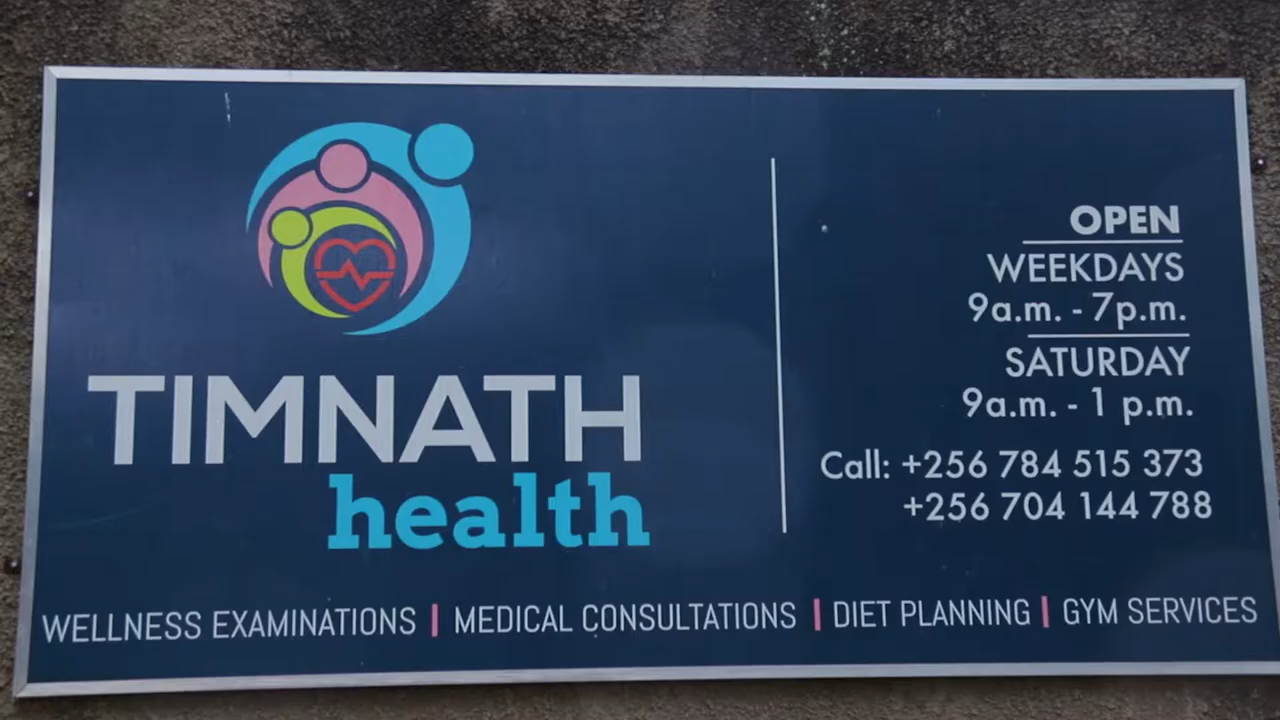 TIMNATH
health
OPEN
WEEKDAYS
9a.m. - 7p.m.
SATURDAY
9a.m. - 1 p.m.
Call: +256 784 515 373
+256 704 144 788
WELLNESS EXAMINATIONS | MEDICAL CONSULTATIONS | DIET PLANNING | GYM SERVICES